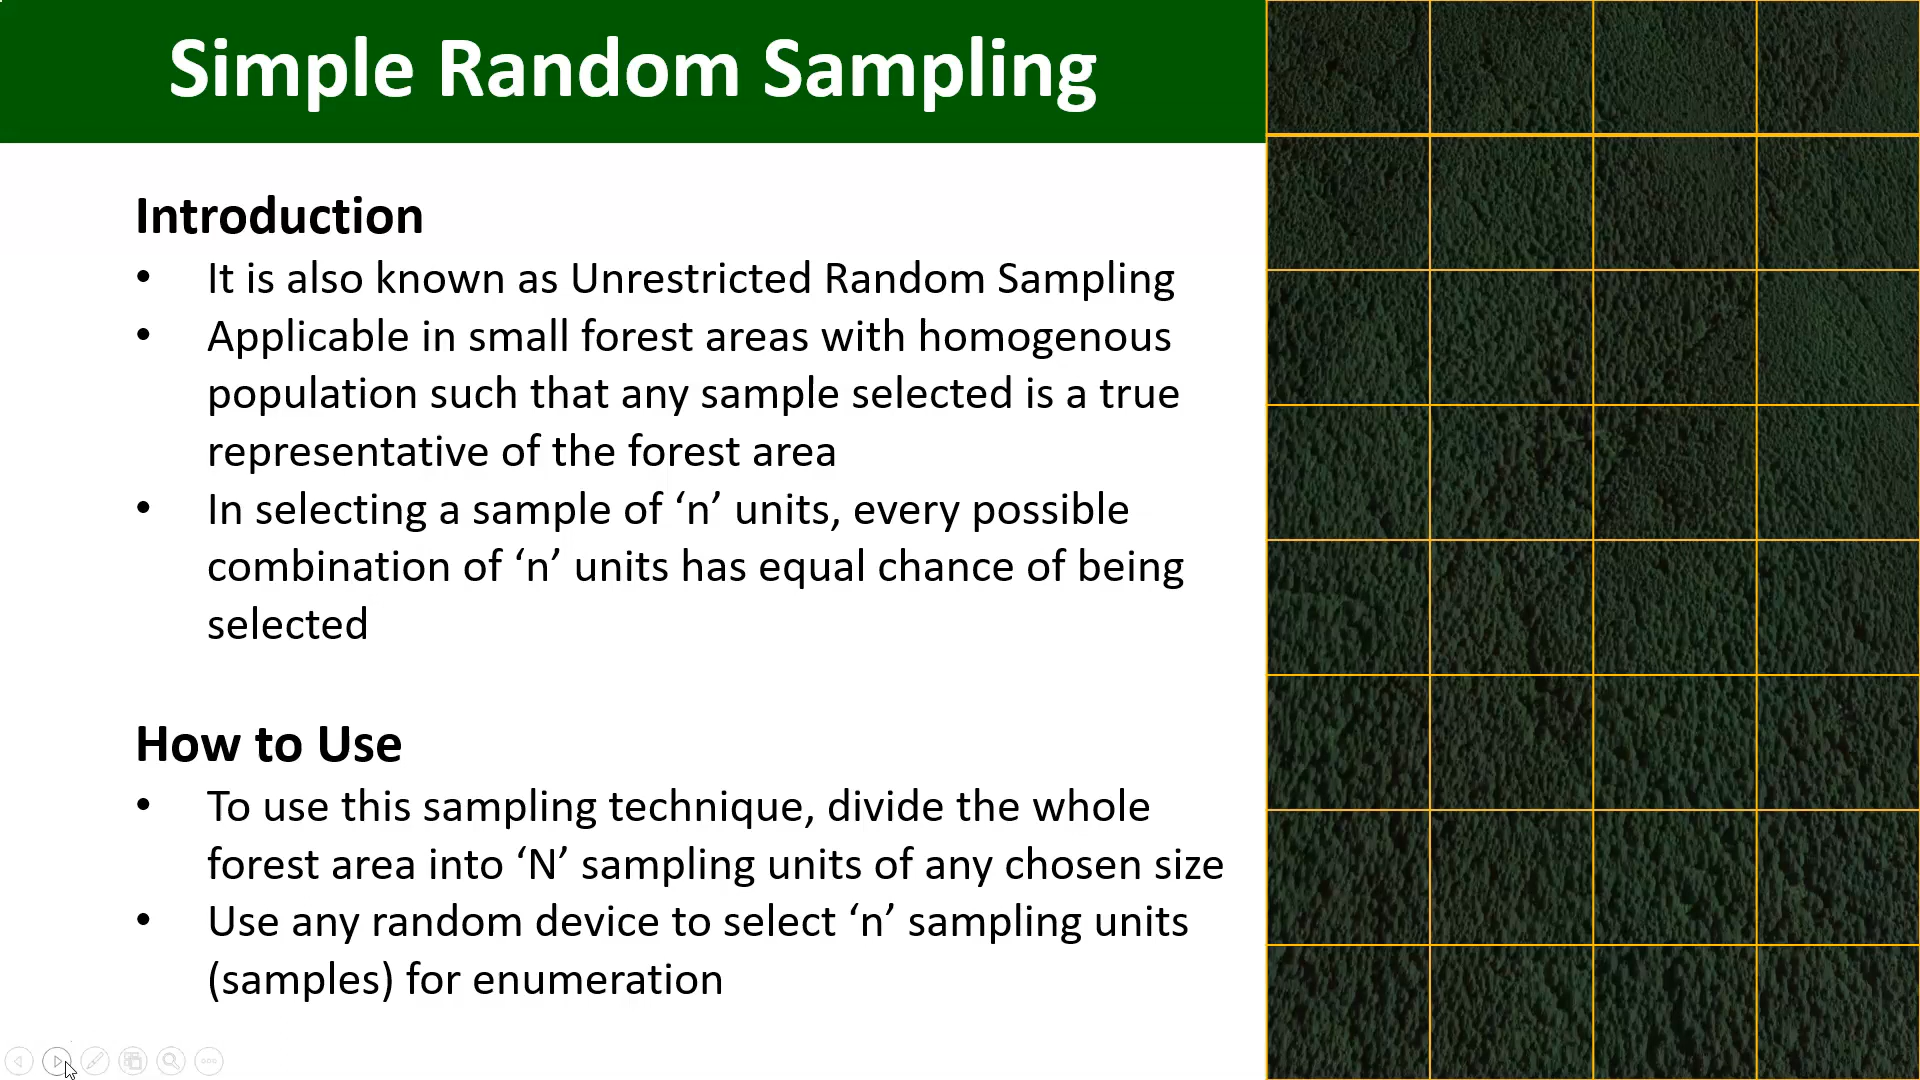 Simple Random Sampling
Introduction
• It is also known as Unrestricted Random Sampling
• Applicable in small forest areas with homogenous
population such that any sample selected is a true
representative of the forest area
• In selecting a sample of ‘n’ units, every possible
combination of ‘n’ units has equal chance of being
selected
How to Use
• To use this sampling technique, divide the whole
forest area into ‘N’ sampling units of any chosen size
• Use any random device to select ‘n’ sampling units
(samples) for enumeration